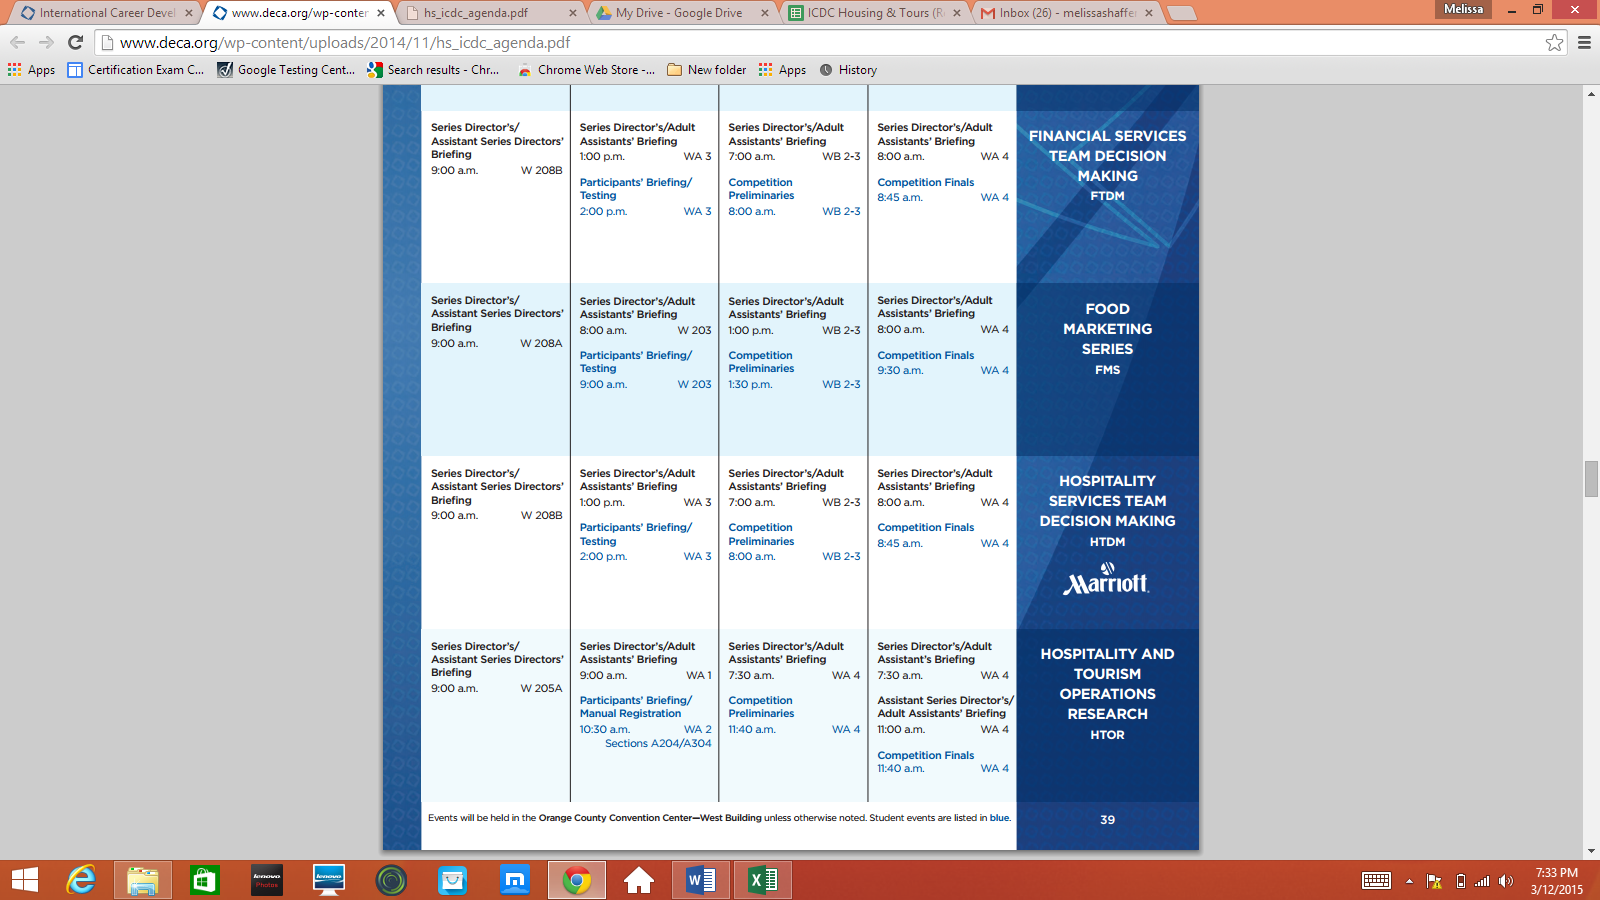 International Career Devel
www.deca.org/wp-conten
hs_icdc_agenda.pdf
My Drive - Google Drive
ICDC Housing & Tours (R
Inbox (26) - melissashaffer
Melissa
www.deca.org/wp-content/uploads/2014/11/hs_icdc_agenda.pdf
Apps
Certification Exam C...
Google Testing Cent...
Search results - Chr...
Chrome Web Store -...
New folder
Apps
History
Series Director's/
Assistant Series Directors'
Briefing
9:00 a.m. W 208B
Series Director's/Adult
Assistants' Briefing
1:00 p.m. WA 3
Participants' Briefing/
Testing
2:00 p.m. WA 3
Series Director's/Adult
Assistants' Briefing
7:00 a.m. WB 2-3
Competition
Preliminaries
8:00 a.m. WB 2-3
Series Director's/Adult
Assistants' Briefing
8:00 a.m. WA 4
Competition Finals
8:45 a.m. WA 4
FINANCIAL SERVICES
TEAM DECISION
MAKING
FTDM
Series Director's/
Assistant Series Directors'
Briefing
9:00 a.m. W 208A
Series Director's/Adult
Assistants' Briefing
8:00 a.m. W 203
Participants' Briefing/
Testing
9:00 a.m. W 203
Series Director's/Adult
Assistants' Briefing
1:00 p.m. WB 2-3
Competition
Preliminaries
1:30 p.m. WB 2-3
Series Director's/Adult
Assistants' Briefing
8:00 a.m. WA 4
Competition Finals
9:30 a.m. WA 4
FOOD
MARKETING
SERIES
FMS
Series Director's/
Assistant Series Directors'
Briefing
9:00 a.m. W 208B
Series Director's/Adult
Assistants' Briefing
1:00 p.m. WA 3
Participants' Briefing/
Testing
2:00 p.m. WA 3
Series Director's/Adult
Assistants' Briefing
7:00 a.m. WB 2-3
Competition
Preliminaries
8:00 a.m. WB 2-3
Series Director's/Adult
Assistants' Briefing
8:00 a.m. WA 4
Competition Finals
8:45 a.m. WA 4
HOSPITALITY
SERVICES TEAM
DECISION MAKING
HTDM
Marriott
Series Director's/
Assistant Series Directors'
Briefing
9:00 a.m. W 205A
Series Director's/Adult
Assistants' Briefing
9:00 a.m. WA 1
Participants' Briefing/
Manual Registration
10:30 a.m. WA 2
Sections A204/A304
Series Director's/Adult
Assistants' Briefing
7:30 a.m. WA 4
Competition
Preliminaries
11:40 a.m. WA 4
Series Director's/Adult
Assistant's Briefing
7:30 a.m. WA 4
Assistant Series Director's/
Adult Assistants' Briefing
11:00 a.m. WA 4
Competition Finals
11:40 a.m. WA 4
HOSPITALITY AND
TOURISM
OPERATIONS
RESEARCH
HTOR
Events will be held in the Orange County Convention Center—West Building unless otherwise noted. Student events are listed in blue.
39
lenovo
Photos
lenovo
7:33 PM
3/12/2015